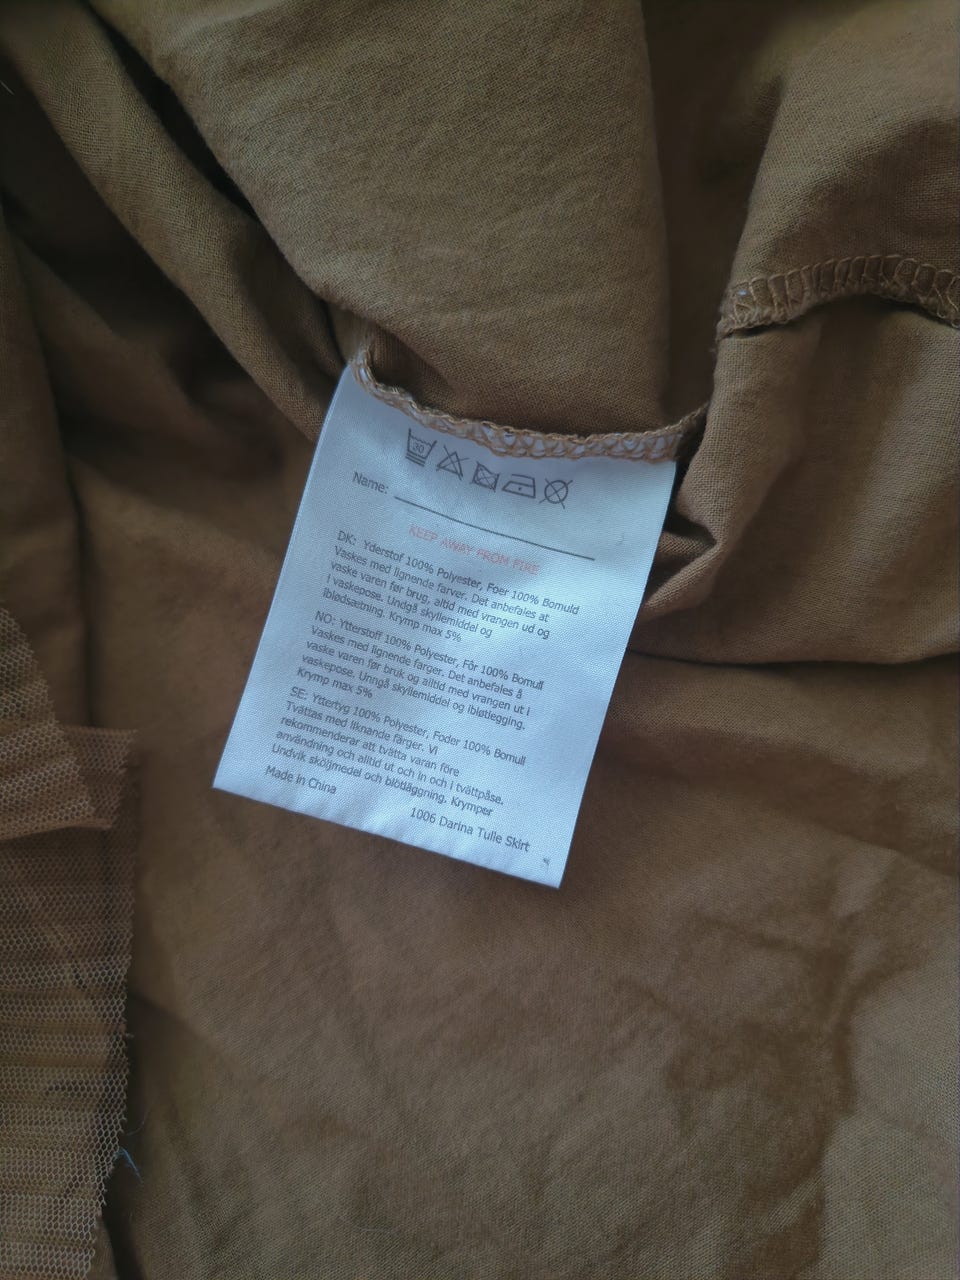 30
Name:
KEEP AWAY FROM FIRE
DK: Yderstof 100% Polyester, Foer 100% Bomuld
Vaskes med lignende farver. Det anbefales at
vaske varen før brug, altid med vrangen ud og
i vaskepose. Undgå skyllemiddel og
iblødsætning. Krymp max 5%
NO: Ytterstoff 100% Polyester, Fôr 100% Bomull
Vaskes med lignende farger. Det anbefales å
vaske varen før bruk og alltid med vrangen ut i
vaskepose. Unngå skyllemiddel og ibløtlegging.
Krymp max 5%
SE: Yttertyg 100% Polyester, Foder 100% Bomull
Tvättas med liknande färger. Vi
rekommenderar att tvätta varan före
användning och alltid ut och in och i tvättpåse.
Undvik sköljmedel och blötläggning. Krymper
Made in China
1006 Darina Tulle Skirt